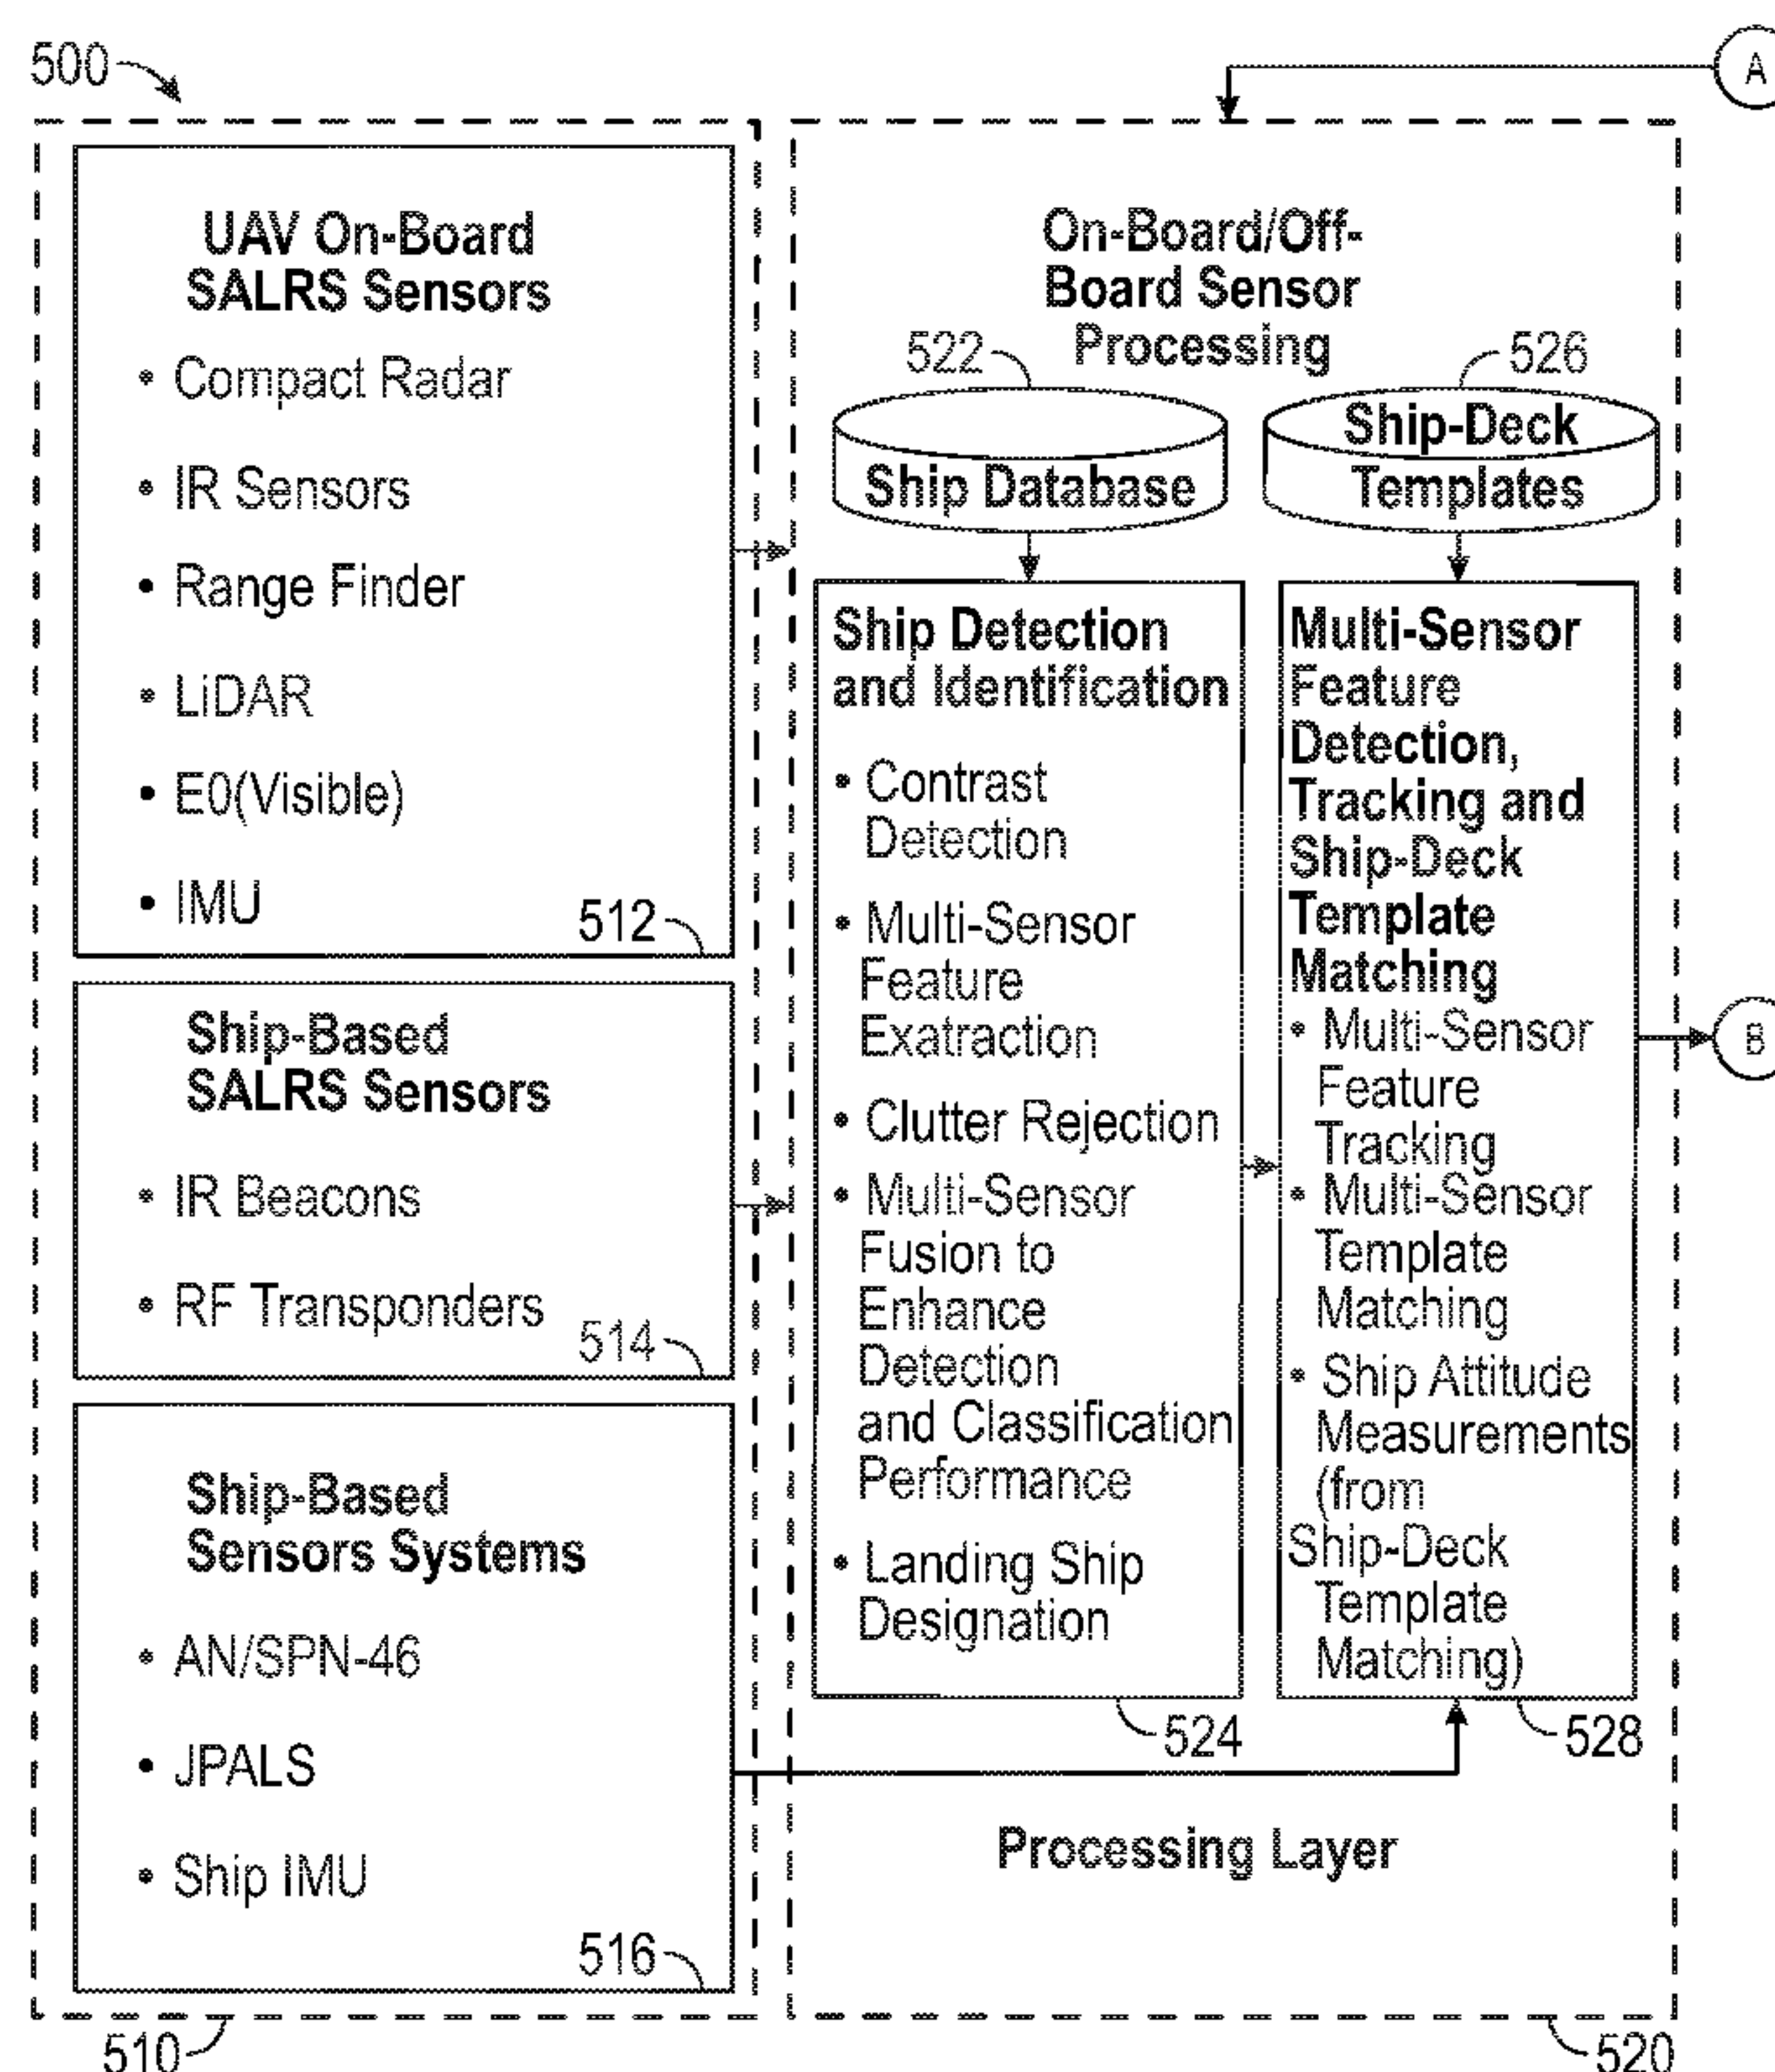 500
A
UAV On-Board
SALRS Sensors
• Compact Radar
• IR Sensors
• Range Finder
• LiDAR
• E0(Visible)
• IMU
512
Ship-Based
SALRS Sensors
• IR Beacons
• RF Transponders
514
Ship-Based
Sensors Systems
• AN/SPN-46
• JPALS
• Ship IMU
516
510
On-Board/Off-
Board Sensor
Processing
522
Ship Database
526
Ship-Deck
Templates
Ship Detection
and Identification
• Contrast
Detection
• Multi-Sensor
Feature
Exatraction
• Clutter Rejection
• Multi-Sensor
Fusion to
Enhance
Detection
and Classification
Performance
• Landing Ship
Designation
524
Multi-Sensor
Feature
Detection,
Tracking and
Ship-Deck
Template
Matching
• Multi-Sensor
Feature
Tracking
• Multi-Sensor
Template
Matching
• Ship Attitude
Measurements
(from
Ship-Deck
Template
Matching)
528
B
Processing Layer
520